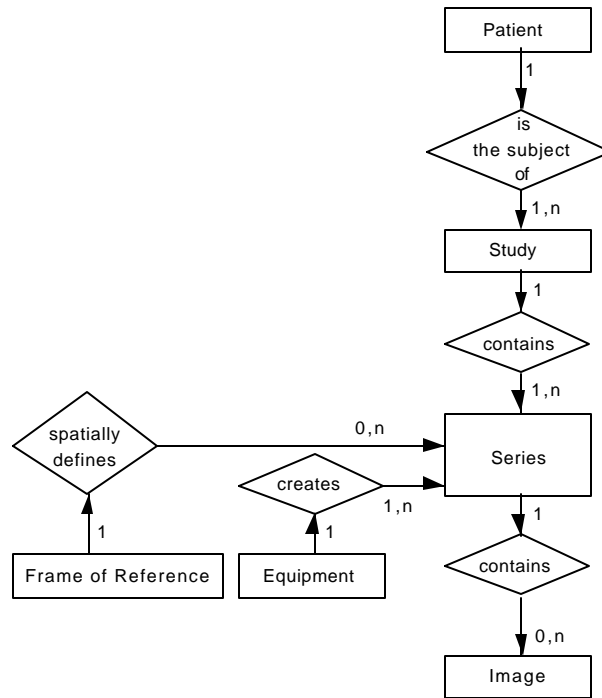 Patient
1
is
the subject
of
1,n
Study
1
contains
1,n
spatially
defines
0,n
Series
creates
1,n
1
1
1
Frame of Reference
Equipment
contains
0,n
Image